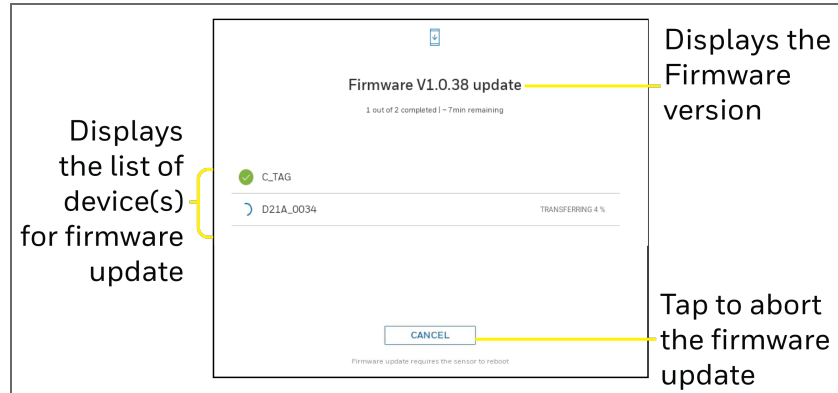 Firmware V1.0.38 update
1 out of 2 completed | ~ 7min remaining
C_TAG
D21A_0034 TRANSFERRING 4 %
CANCEL
Firmware update requires the sensor to reboot
Displays
the list of
device(s)
for firmware
update
Displays the
Firmware
version
Tap to abort
the firmware
update